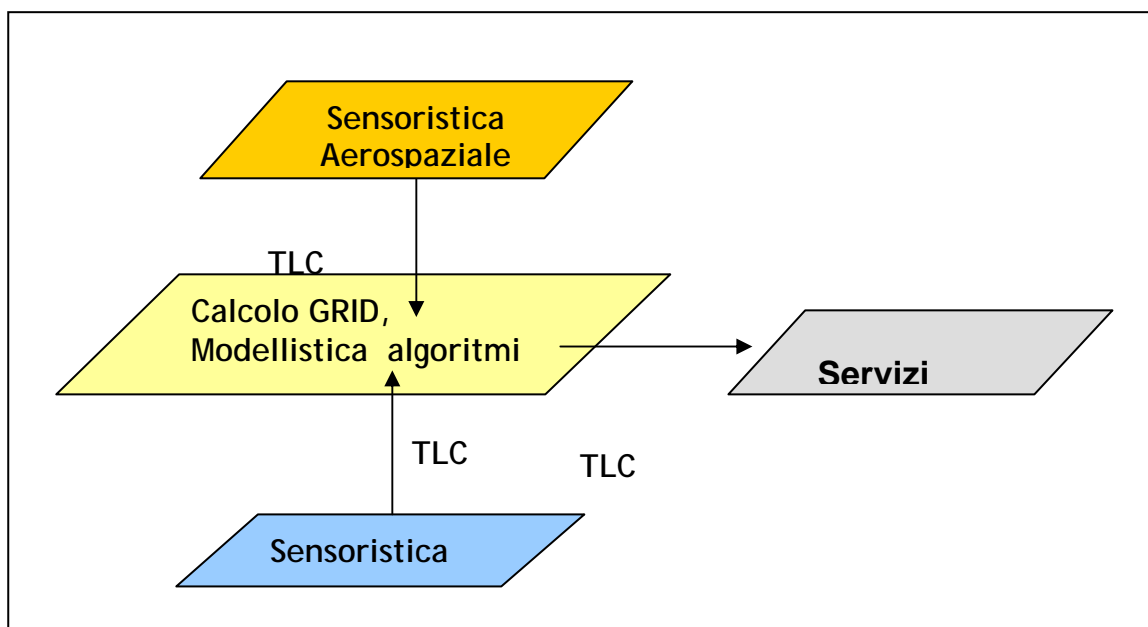 Sensoristica
Aerospaziale
TLC
Calcolo GRID,
Modellistica algoritmi
Servizi
TLC
TLC
Sensoristica